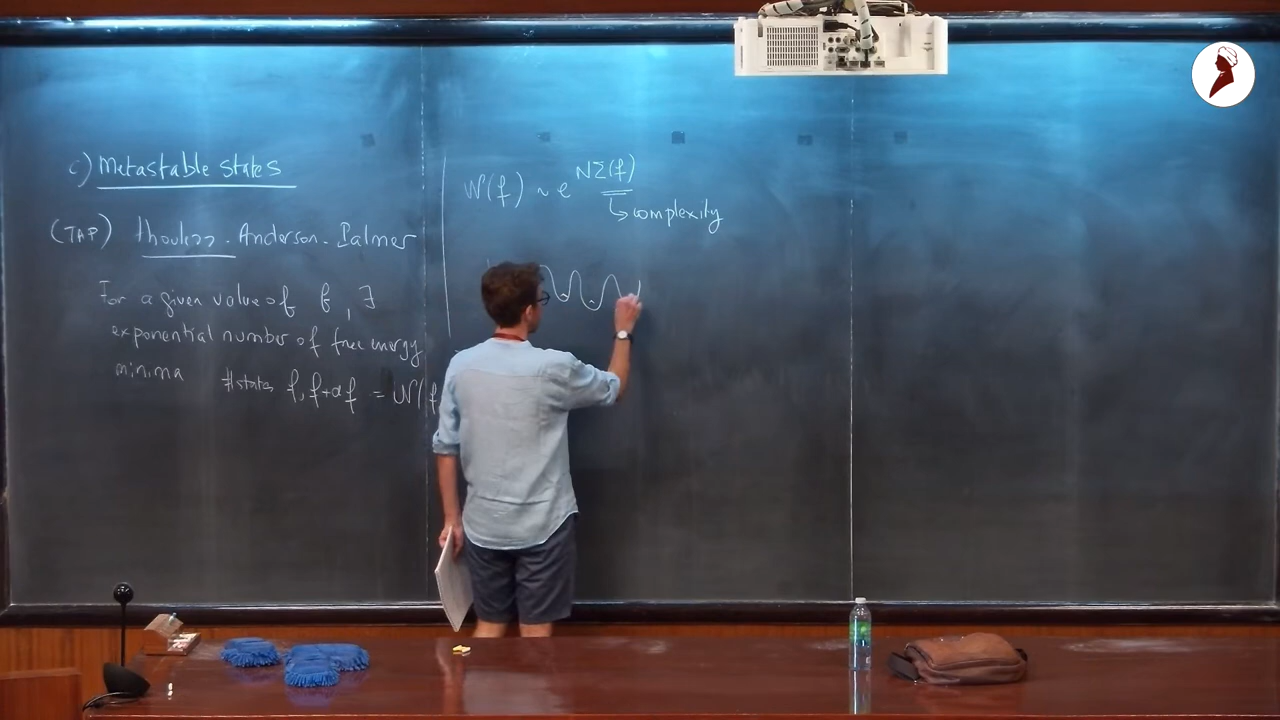 c) Metastable states
(TAP) Thouless. Anderson. Palmer
For a given value of f, ∃
exponential number of free energy
minima #states f, f+df = 𝒩(f
𝒩(f) ~ e^{NΣ(f)}
↳ complexity